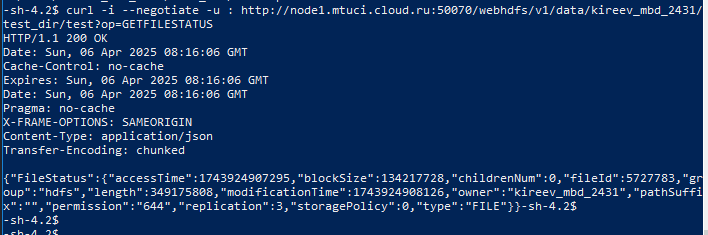 -sh-4.2$ curl -i --negotiate -u : http://node1.mtuci.cloud.ru:50070/webhdfs/v1/data/kireev_mbd_2431/
test_dir/test?op=GETFILESTATUS
HTTP/1.1 200 OK
Date: Sun, 06 Apr 2025 08:16:06 GMT
Cache-Control: no-cache
Expires: Sun, 06 Apr 2025 08:16:06 GMT
Date: Sun, 06 Apr 2025 08:16:06 GMT
Pragma: no-cache
X-FRAME-OPTIONS: SAMEORIGIN
Content-Type: application/json
Transfer-Encoding: chunked
{"FileStatus":{"accessTime":1743924907295,"blockSize":134217728,"childrenNum":0,"fileId":5727783,"gr
oup":"hdfs","length":349175808,"modificationTime":1743924908126,"owner":"kireev_mbd_2431","pathSuffi
x":"","permission":"644","replication":3,"storagePolicy":0,"type":"FILE"}}-sh-4.2$
-sh-4.2$
-sh-4.2$